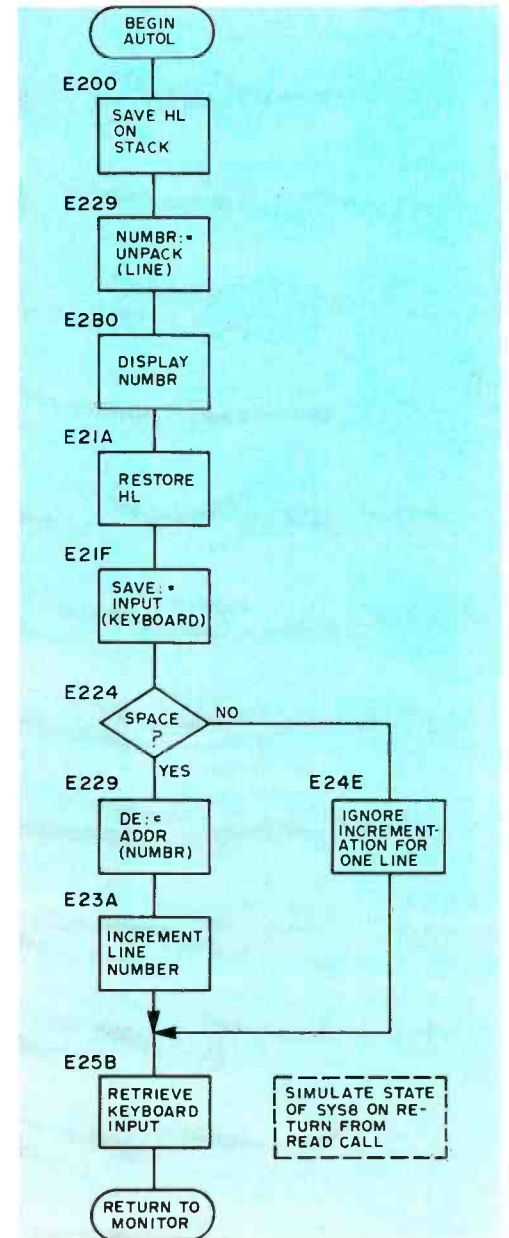 BEGIN
AUTOL
E200
SAVE HL
ON
STACK
E229
NUMBR:=
UNPACK
(LINE)
E2B0
DISPLAY
NUMBR
E21A
RESTORE
HL
E21F
SAVE:=
INPUT
(KEYBOARD)
E224
SPACE
?
NO
YES
E229
DE:=
ADDR
(NUMBR)
E24E
IGNORE
INCREMENT-
ATION FOR
ONE LINE
E23A
INCREMENT
LINE
NUMBER
E25B
RETRIEVE
KEYBOARD
INPUT
SIMULATE STATE
OF SYS8 ON RE-
TURN FROM
READ CALL
RETURN TO
MONITOR